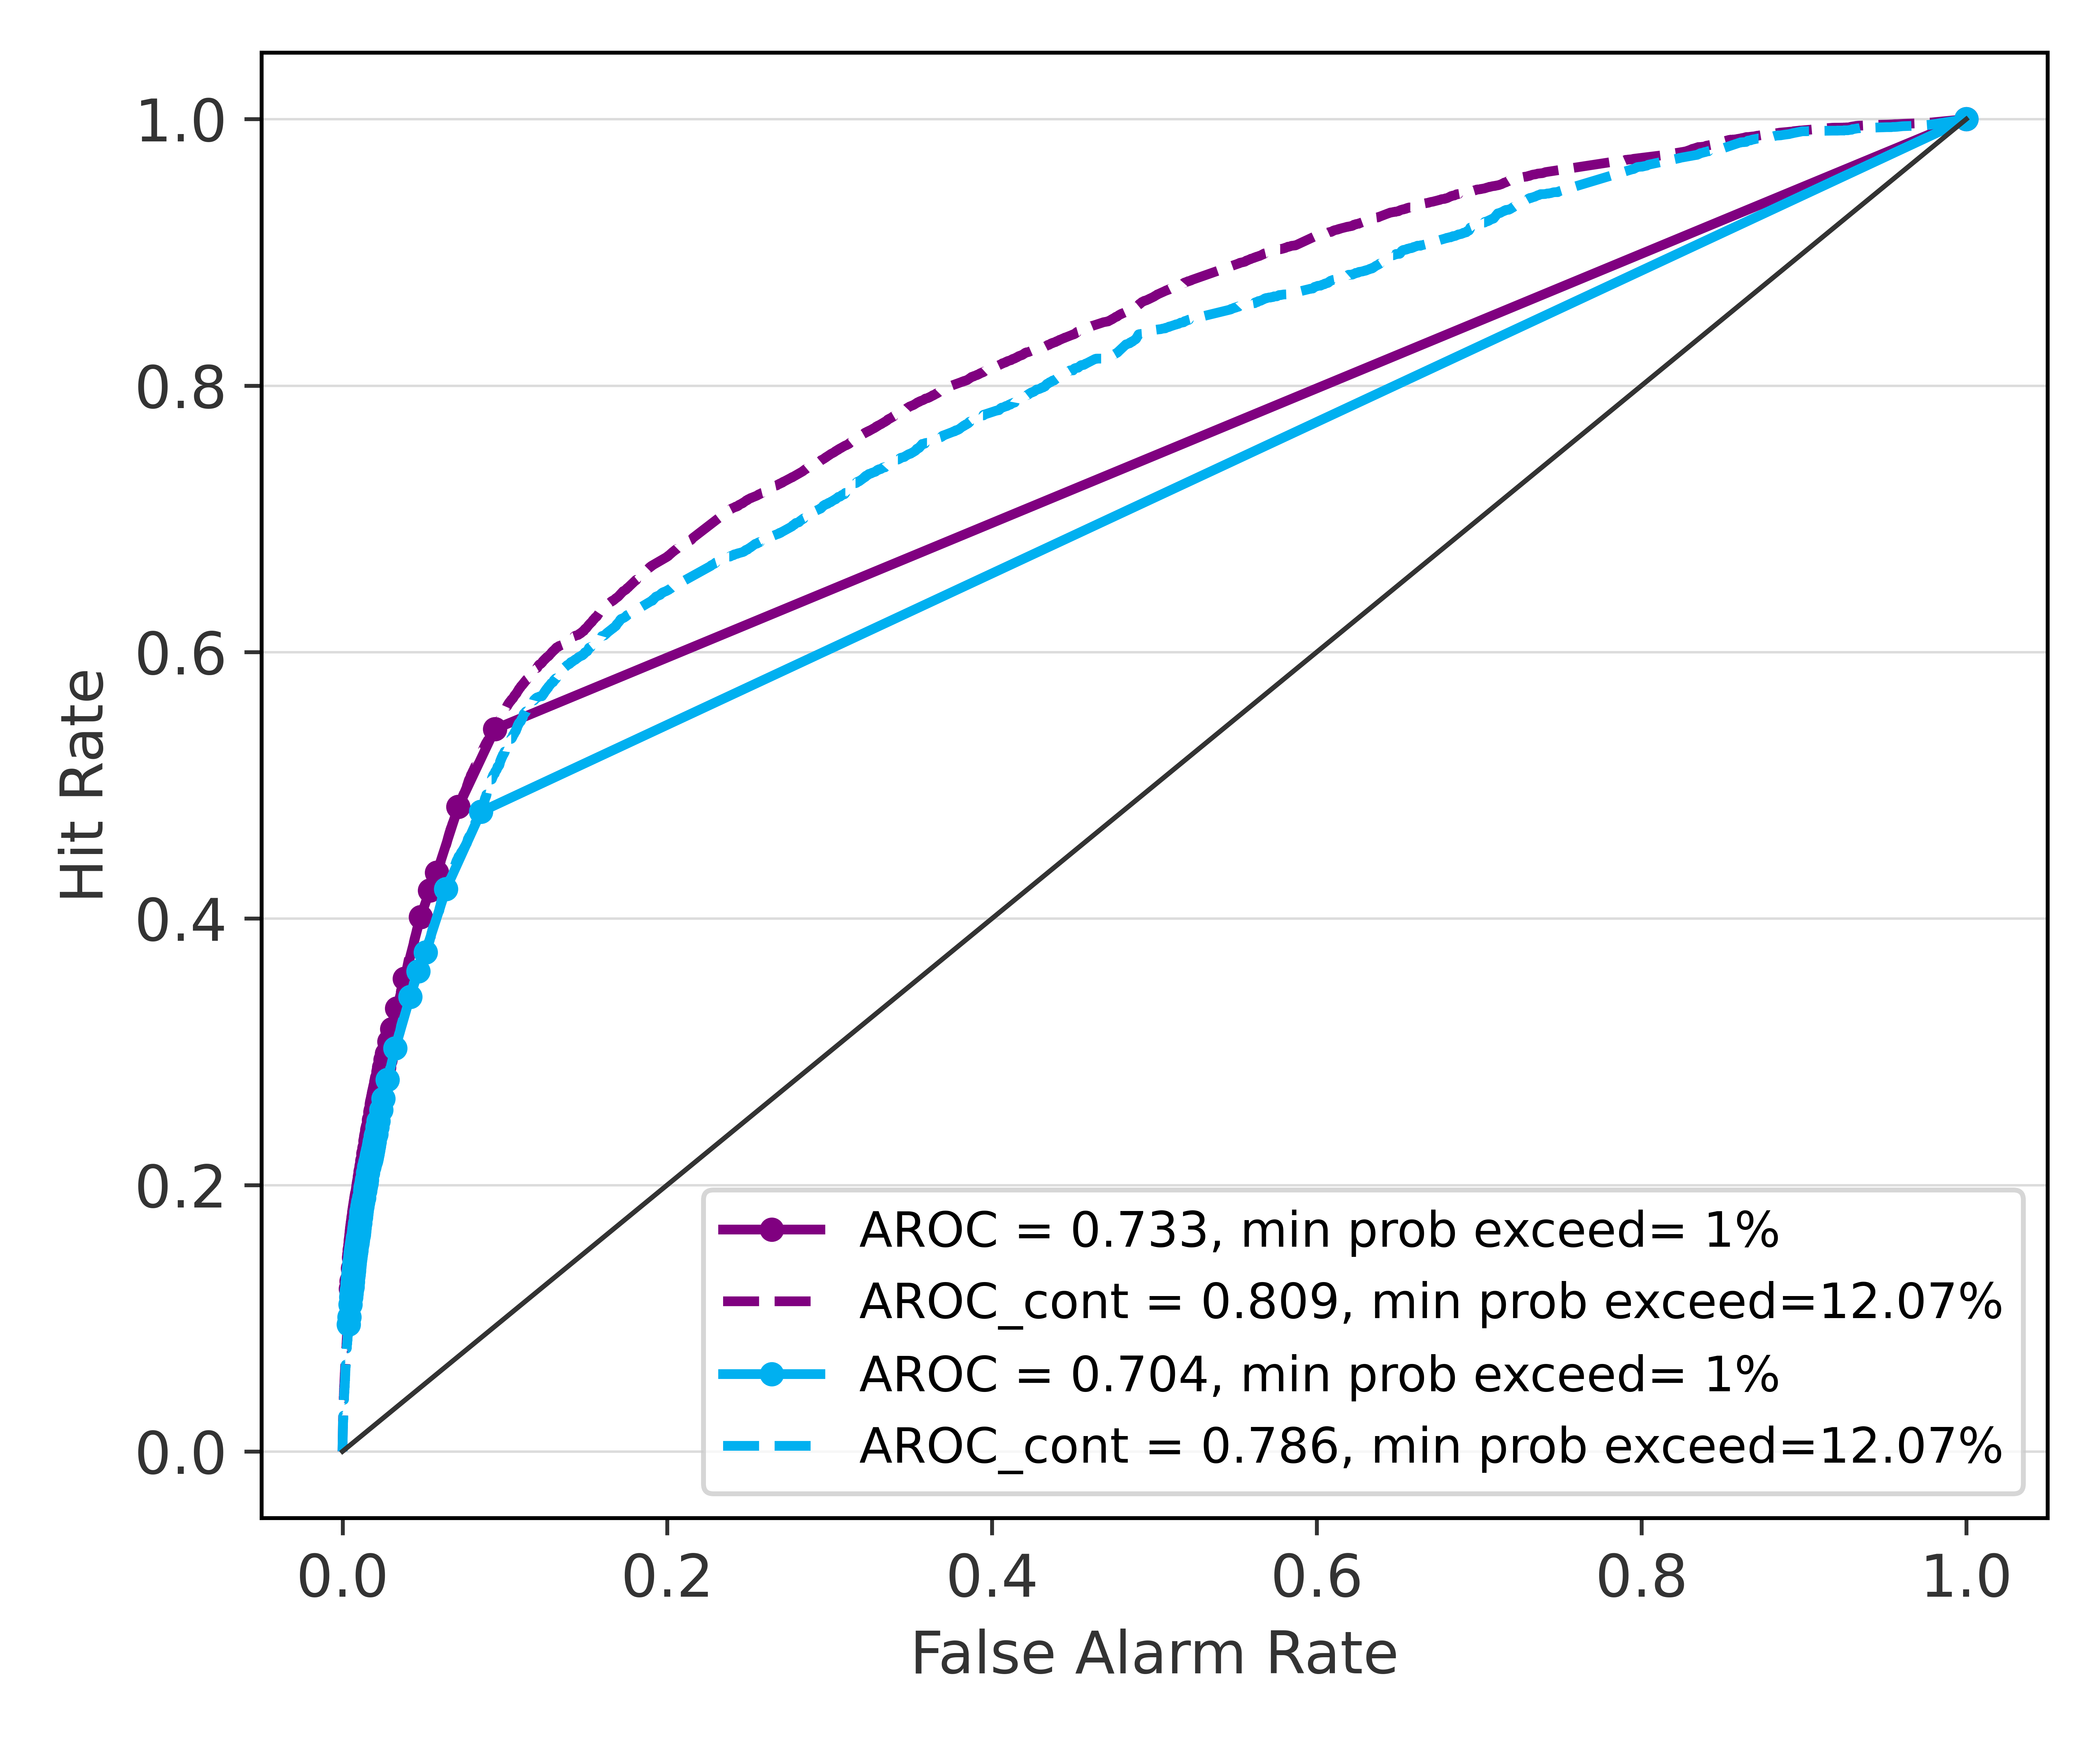 1.0
0.8
0.6
0.4
0.2
0.0
Hit Rate
AROC = 0.733, min prob exceed= 1%
AROC_cont = 0.809, min prob exceed=12.07%
AROC = 0.704, min prob exceed= 1%
AROC_cont = 0.786, min prob exceed=12.07%
0.0 0.2 0.4 0.6 0.8 1.0
False Alarm Rate